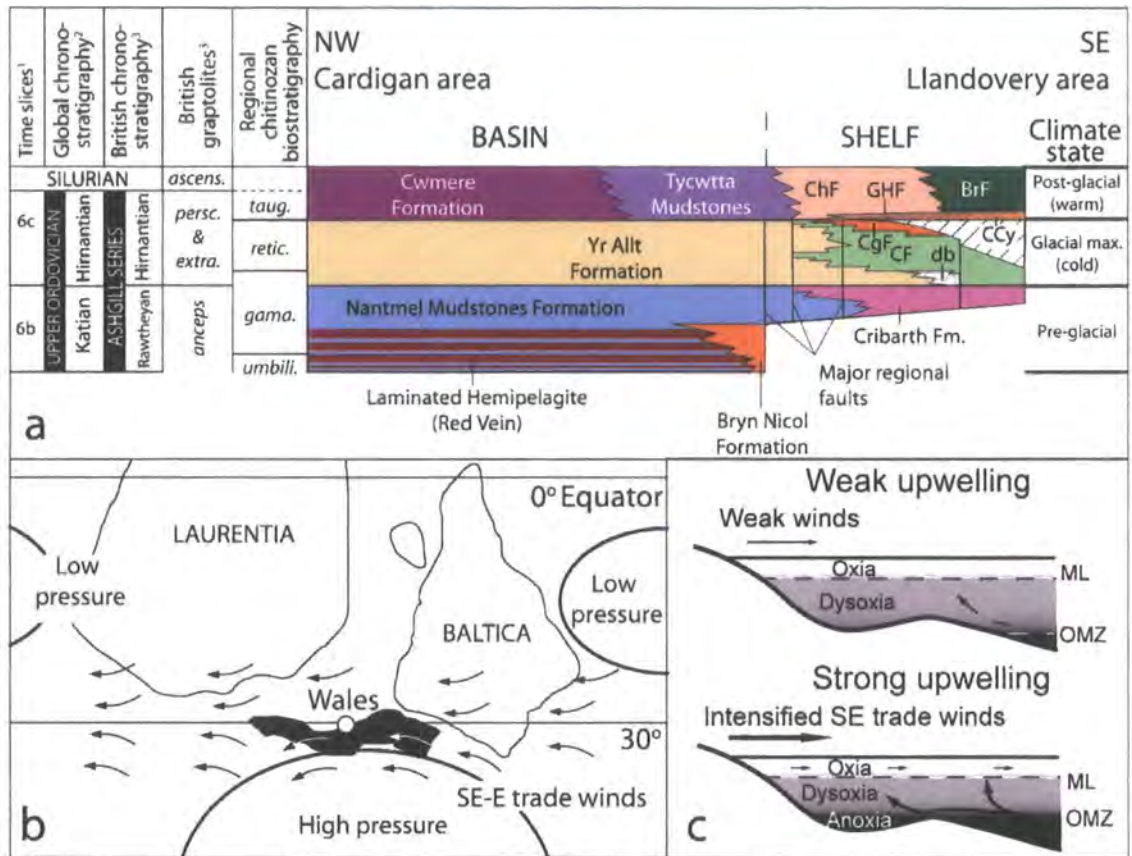 Time slices¹
Global chrono-
stratigraphy²
British chrono-
stratigraphy³
British
graptolites³
Regional
chitinozan
biostratigraphy
NW
Cardigan area
SE
Llandovery area
BASIN
SHELF
Climate
state
SILURIAN
ascens.
6c
UPPER ORDOVICIAN
Hirnantian
ASHGILL SERIES
Hirnantian
persc.
&
extra.
taug.
retic.
6b
Katian
Rawtheyan
anceps
gama.
umbili.
Cwmere
Formation
Tycwtta
Mudstones
ChF
GHF
BrF
Post-glacial
(warm)
Yr Allt
Formation
CgF
CF
db
CCy
Glacial max.
(cold)
Nantmel Mudstones Formation
Cribarth Fm.
Pre-glacial
Laminated Hemipelagite
(Red Vein)
Bryn Nicol
Formation
Major regional
faults
a
LAURENTIA
0° Equator
Low
pressure
BALTICA
Low
pressure
Wales
30°
SE-E trade winds
High pressure
b
Weak upwelling
Weak winds
Oxia
ML
Dysoxia
OMZ
Strong upwelling
Intensified SE trade winds
Oxia
ML
Dysoxia
Anoxia
OMZ
c